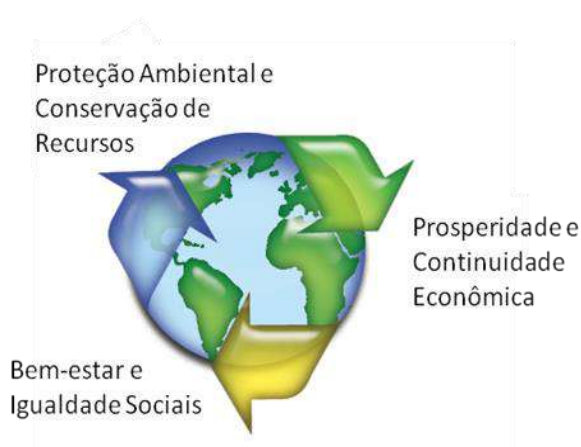 Proteção Ambiental e
Conservação de
Recursos
Prosperidade e
Continuidade
Econômica
Bem-estar e
Igualdade Sociais